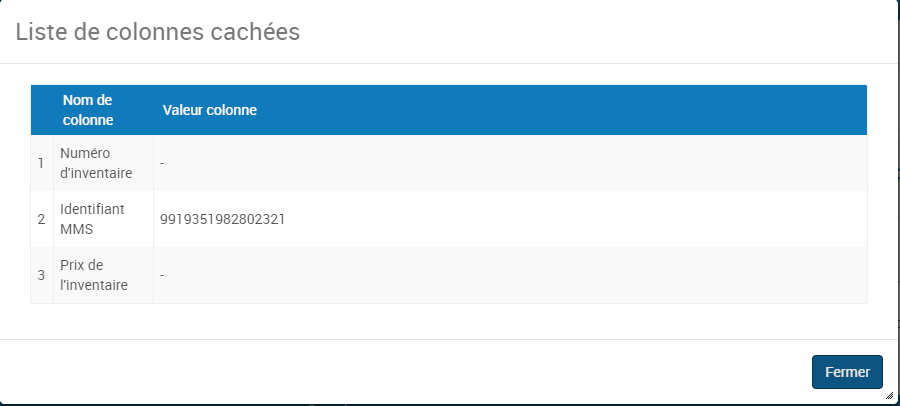 Liste de colonnes cachées
Nom de
colonne
Valeur colonne
1
Numéro
d'inventaire
-
2
Identifiant
MMS
9919351982802321
3
Prix de
l'inventaire
-
Fermer